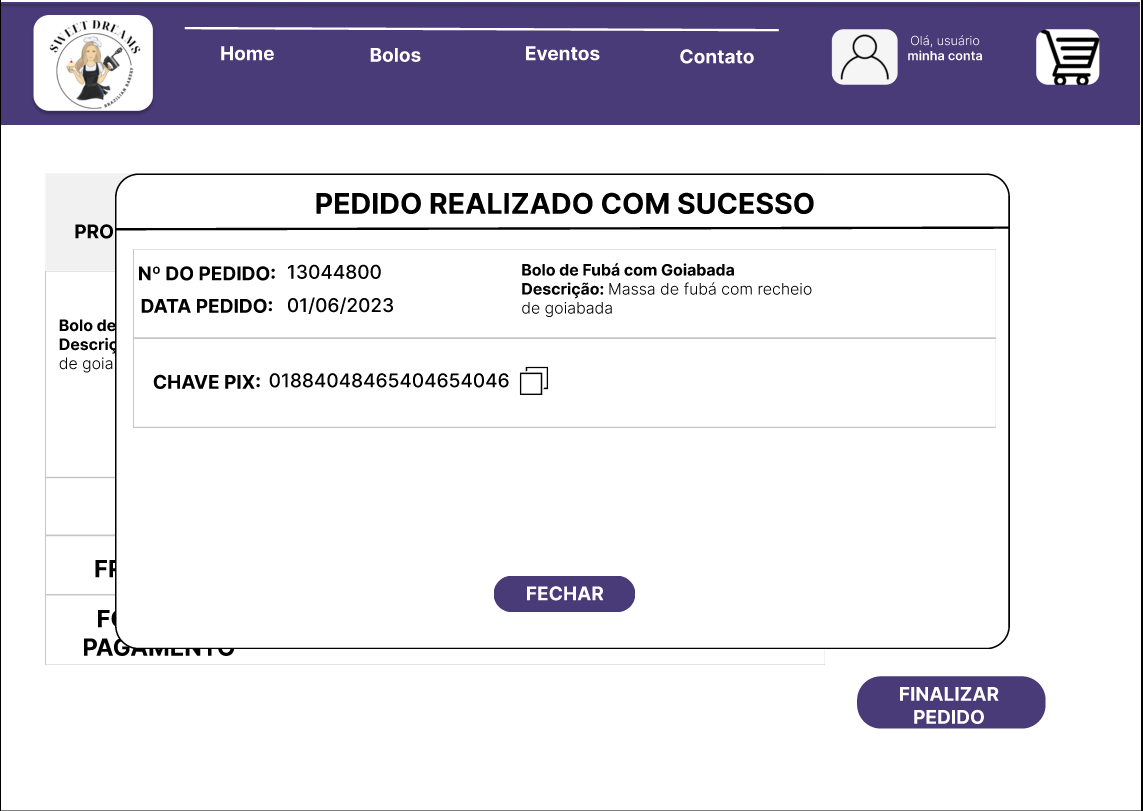 SWEET DREAMS
BRAZILIAN BAKERY
Home
Bolos
Eventos
Contato
Olá, usuário
minha conta
PEDIDO REALIZADO COM SUCESSO
PRO
Nº DO PEDIDO: 13044800
DATA PEDIDO: 01/06/2023
Bolo de Fubá com Goiabada
Descrição: Massa de fubá com recheio
de goiabada
Bolo de
Descriç
de goia
CHAVE PIX: 01884048465404654046
FECHAR
FR
FO
PAGAMENTO
FINALIZAR
PEDIDO